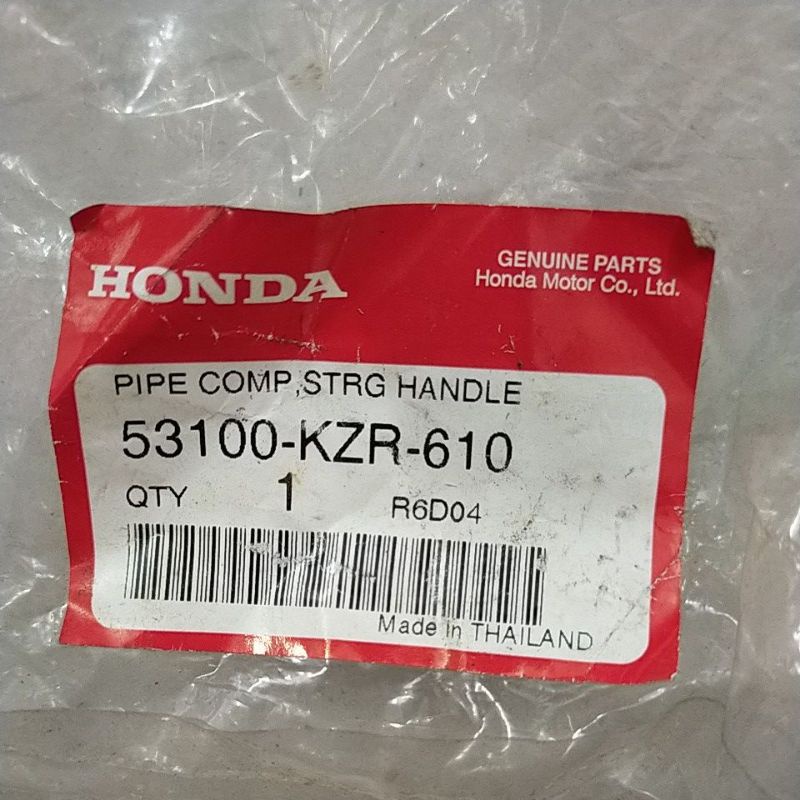 HONDA
GENUINE PARTS
Honda Motor Co., Ltd.
PIPE COMP,STRG HANDLE
53100-KZR-610
QTY 1 R6D04
Made in THAILAND